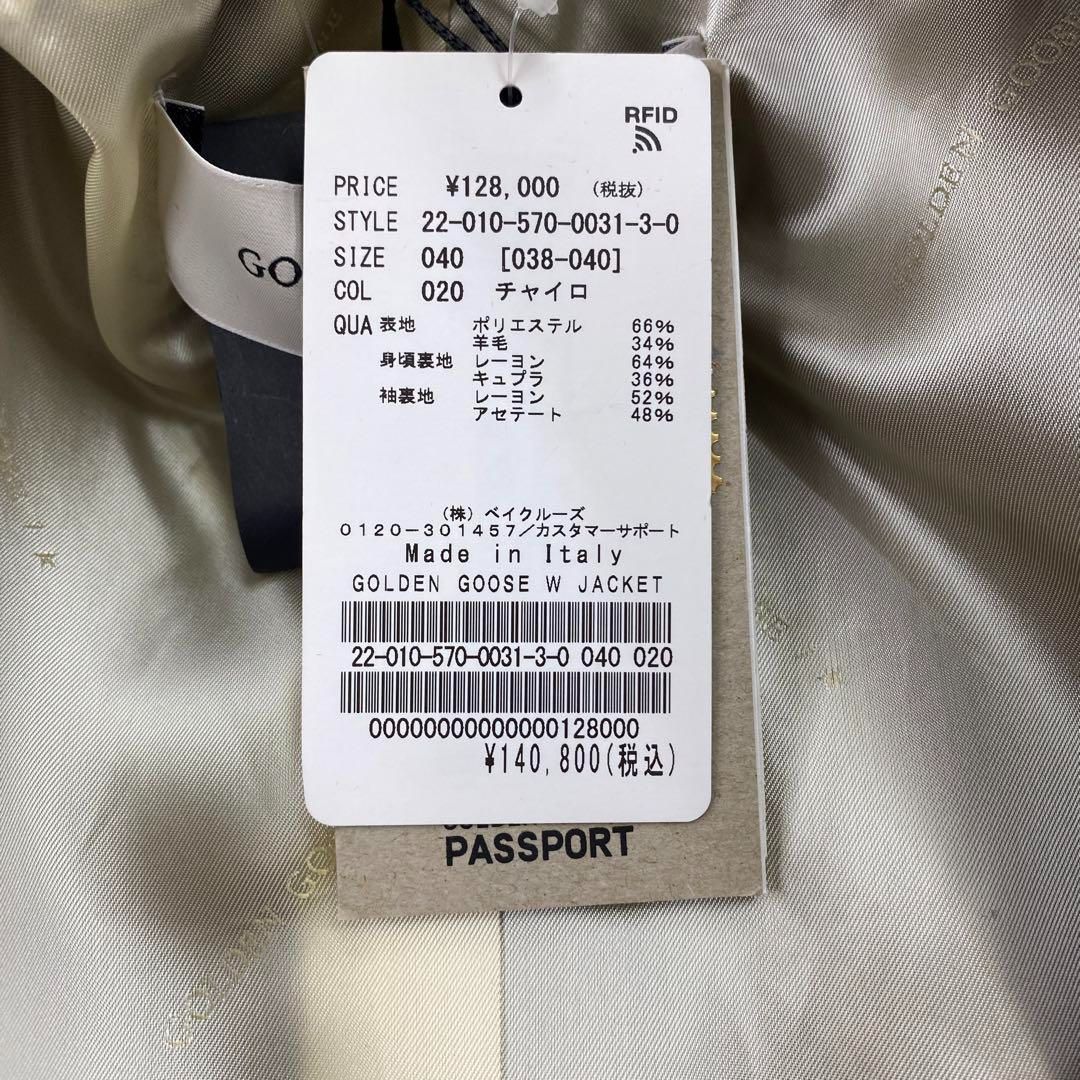 RFID
PRICE ¥128,000 (税抜)
STYLE 22-010-570-0031-3-0
SIZE 040 [038-040]
COL 020 チャイロ
QUA 表地 ポリエステル 66%
羊毛 34%
身頃裏地 レーヨン 64%
キュプラ 36%
袖裏地 レーヨン 52%
アセテート 48%
(株) ベイクルーズ
0120-301457/カスタマーサポート
Made in Italy
GOLDEN GOOSE W JACKET
22-010-570-0031-3-0 040 020
00000000000000128000
¥140,800(税込)
PASSPORT
GO
GOLDEN GOOSE
GOLDEN GOOS